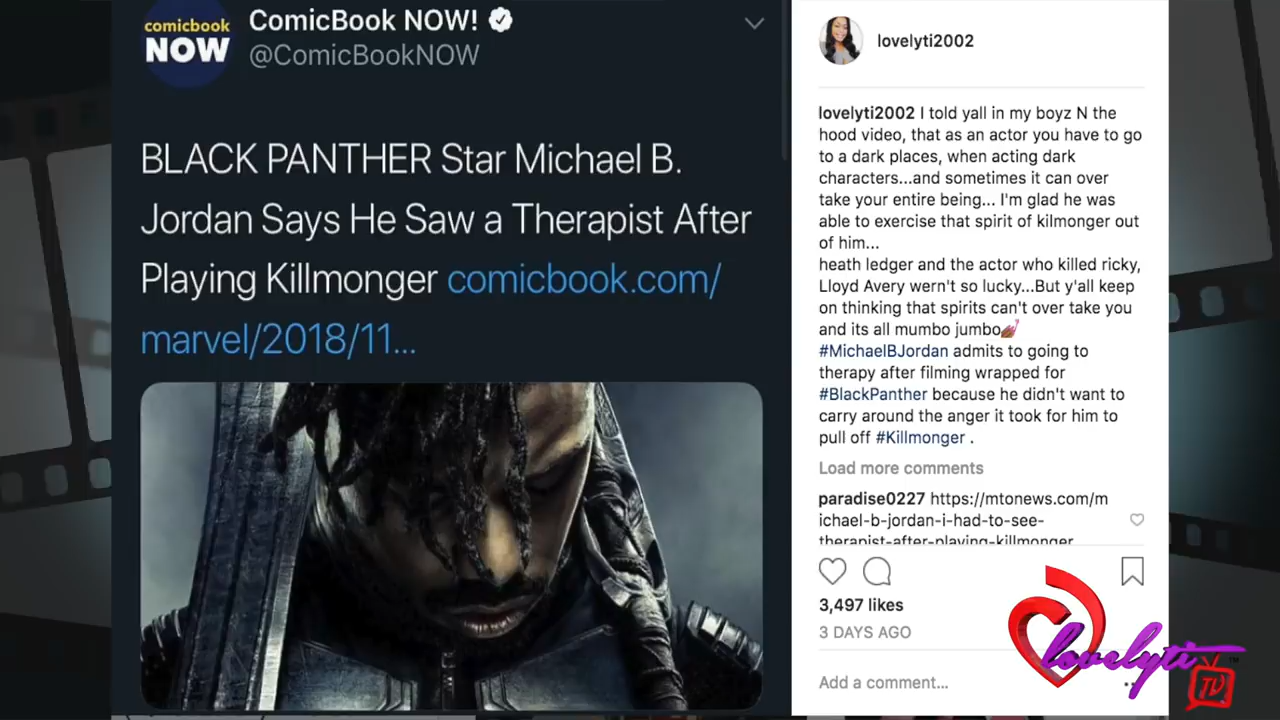 comicbook
NOW
ComicBook NOW!
@ComicBookNOW
BLACK PANTHER Star Michael B.
Jordan Says He Saw a Therapist After
Playing Killmonger comicbook.com/
marvel/2018/11...
lovelyti2002
lovelyti2002 I told yall in my boyz N the
hood video, that as an actor you have to go
to a dark places, when acting dark
characters...and sometimes it can over
take your entire being... I'm glad he was
able to exercise that spirit of kilmonger out
of him...
heath ledger and the actor who killed ricky,
Lloyd Avery wern't so lucky...But y'all keep
on thinking that spirits can't over take you
and its all mumbo jumbo💅🏾
#MichaelBJordan admits to going to
therapy after filming wrapped for
#BlackPanther because he didn't want to
carry around the anger it took for him to
pull off #Killmonger .
Load more comments
paradise0227 https://mtonews.com/m
ichael-b-jordan-i-had-to-see-
therapist-after-playing-killmonger
3,497 likes
3 DAYS AGO
Add a comment...
Lovelyti
TV
TM